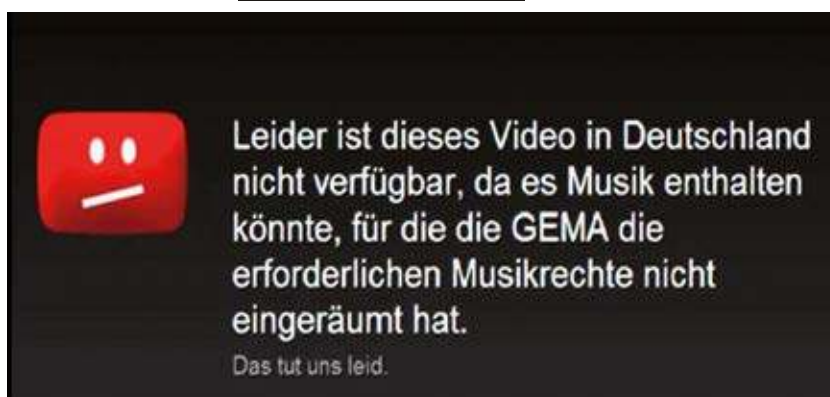 Leider ist dieses Video in Deutschland
nicht verfügbar, da es Musik enthalten
könnte, für die die GEMA die
erforderlichen Musikrechte nicht
eingeräumt hat.
Das tut uns leid.